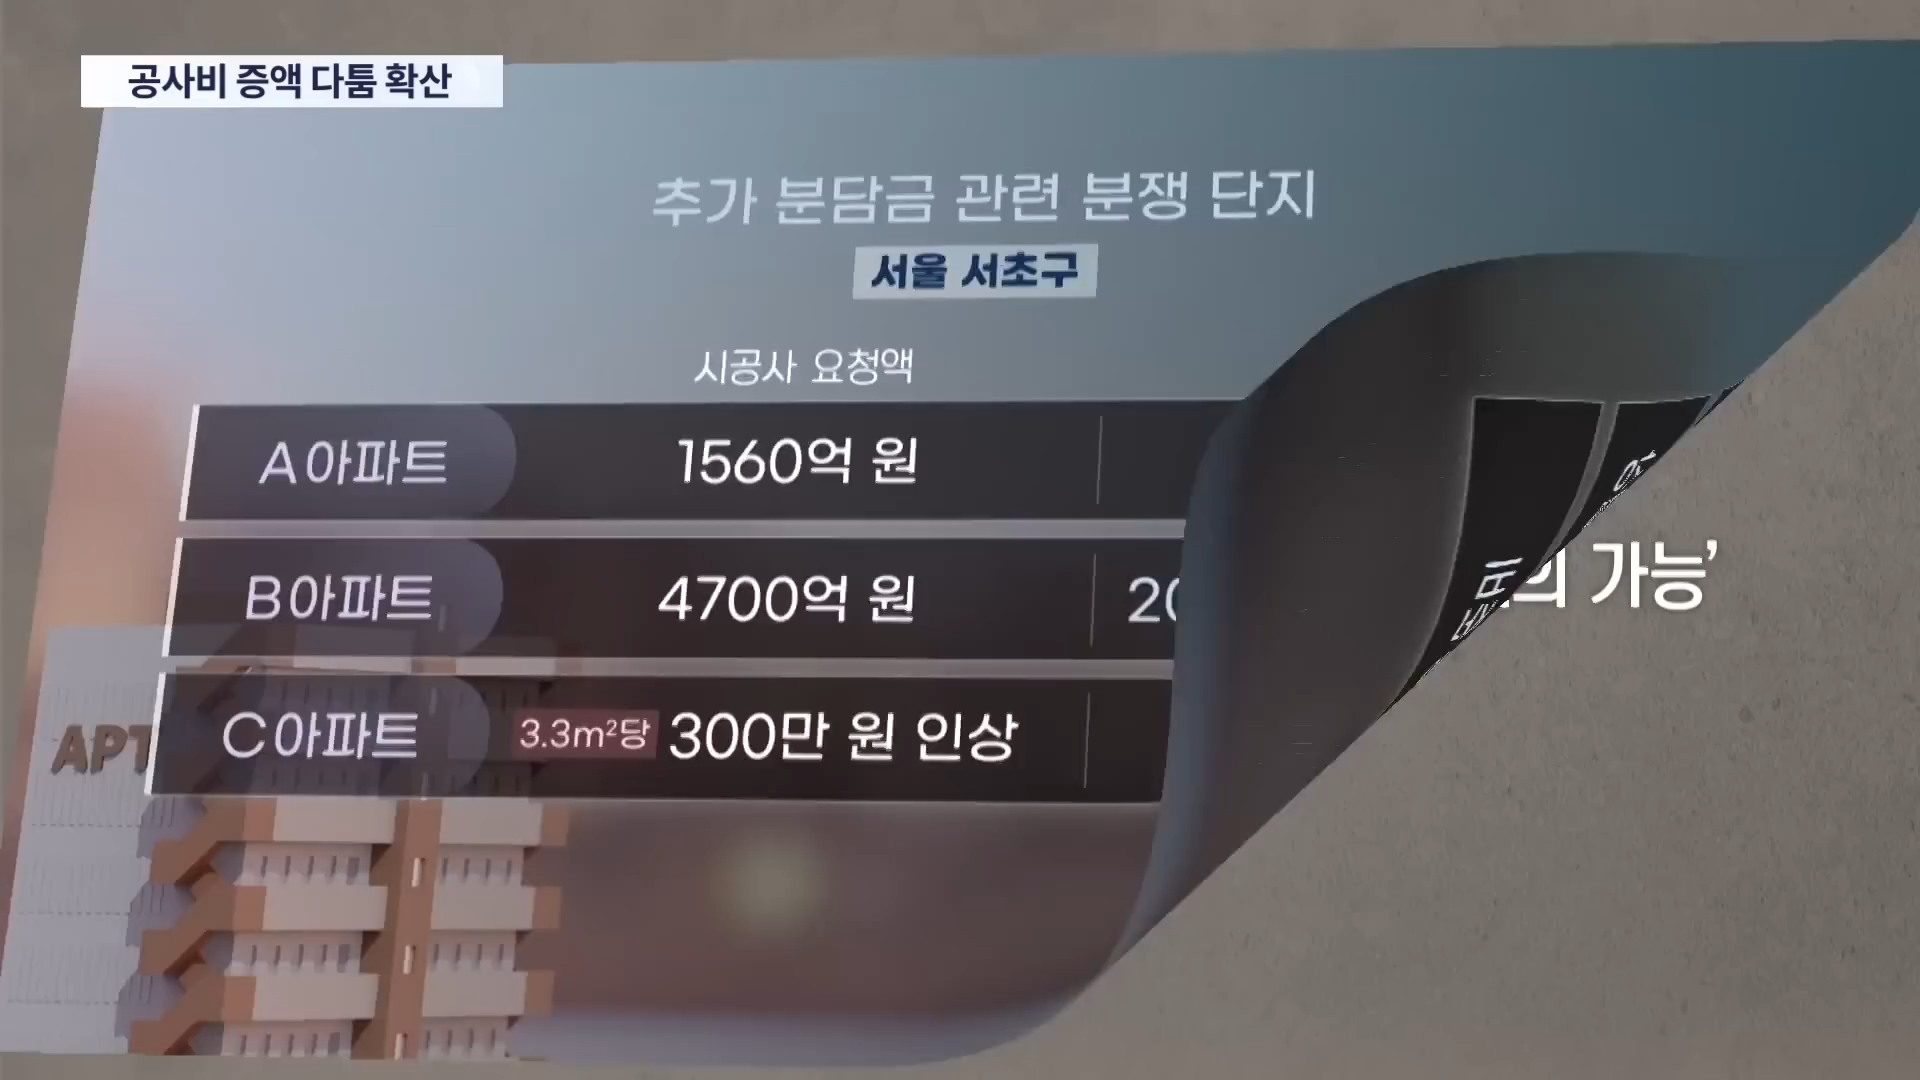 공사비 증액 다툼 확산
추가 분담금 관련 분쟁 단지
서울 서초구
시공사 요청액
A아파트 1560억 원
B아파트 4700억 원 20
C아파트 3.3m²당 300만 원 인상
가능’
APT